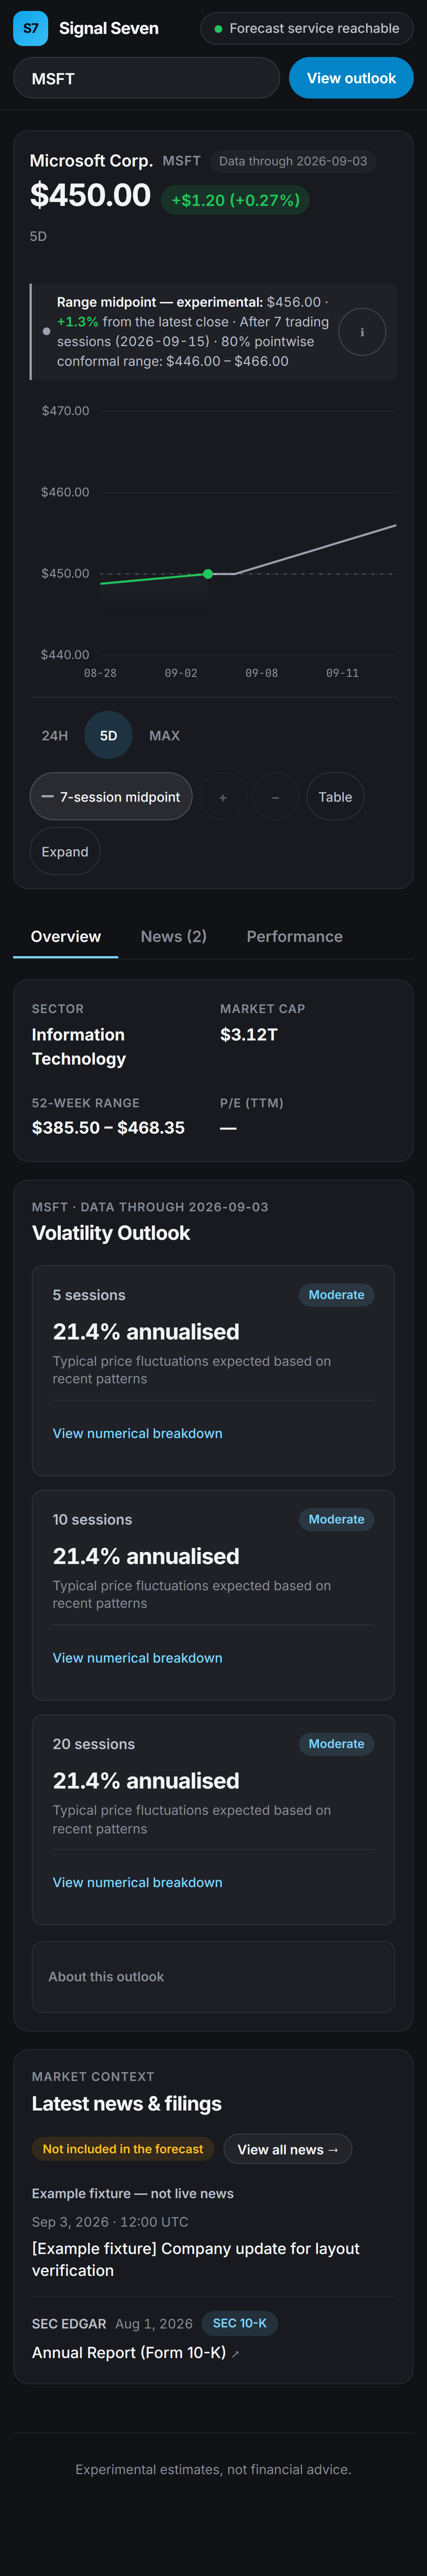 S7 Signal Seven Forecast service reachable
MSFT View outlook
Microsoft Corp. MSFT Data through 2026-09-03
$450.00 +$1.20 (+0.27%)
5D
Range midpoint — experimental: $456.00 ·
+1.3% from the latest close · After 7 trading
sessions (2026-09-15) · 80% pointwise
conformal range: $446.00 – $466.00
i
$470.00
$460.00
$450.00
$440.00
08-28 09-02 09-08 09-11
24H 5D MAX
7-session midpoint + − Table
Expand
Overview News (2) Performance
SECTOR MARKET CAP
Information $3.12T
Technology
52-WEEK RANGE P/E (TTM)
$385.50 – $468.35 —
MSFT · DATA THROUGH 2026-09-03
Volatility Outlook
5 sessions Moderate
21.4% annualised
Typical price fluctuations expected based on
recent patterns
View numerical breakdown
10 sessions Moderate
21.4% annualised
Typical price fluctuations expected based on
recent patterns
View numerical breakdown
20 sessions Moderate
21.4% annualised
Typical price fluctuations expected based on
recent patterns
View numerical breakdown
About this outlook
MARKET CONTEXT
Latest news & filings
Not included in the forecast View all news →
Example fixture — not live news
Sep 3, 2026 · 12:00 UTC
[Example fixture] Company update for layout
verification
SEC EDGAR Aug 1, 2026 SEC 10-K
Annual Report (Form 10-K) ↗
Experimental estimates, not financial advice.